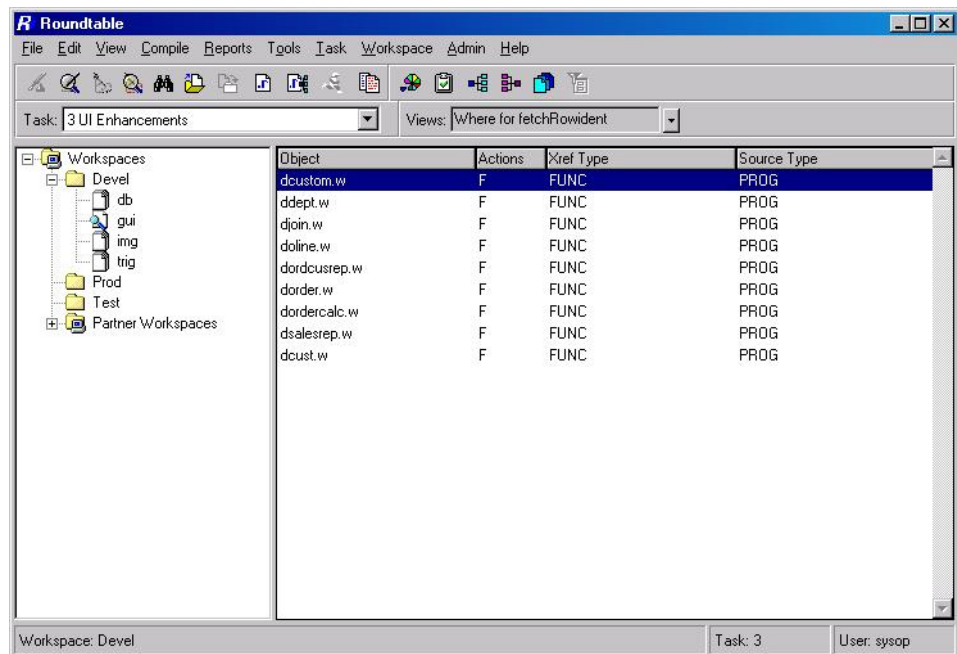 Roundtable
File Edit View Compile Reports Tools Task Workspace Admin Help
Task: 3 UI Enhancements Views: Where for fetchRowident
Workspaces
Devel
db
gui
img
trig
Prod
Test
Partner Workspaces
Object Actions Xref Type Source Type
dcustom.w F FUNC PROG
ddept.w F FUNC PROG
djoin.w F FUNC PROG
doline.w F FUNC PROG
dordcusrep.w F FUNC PROG
dorder.w F FUNC PROG
dordercalc.w F FUNC PROG
dsalesrep.w F FUNC PROG
dcust.w F FUNC PROG
Workspace: Devel Task: 3 User: sysop